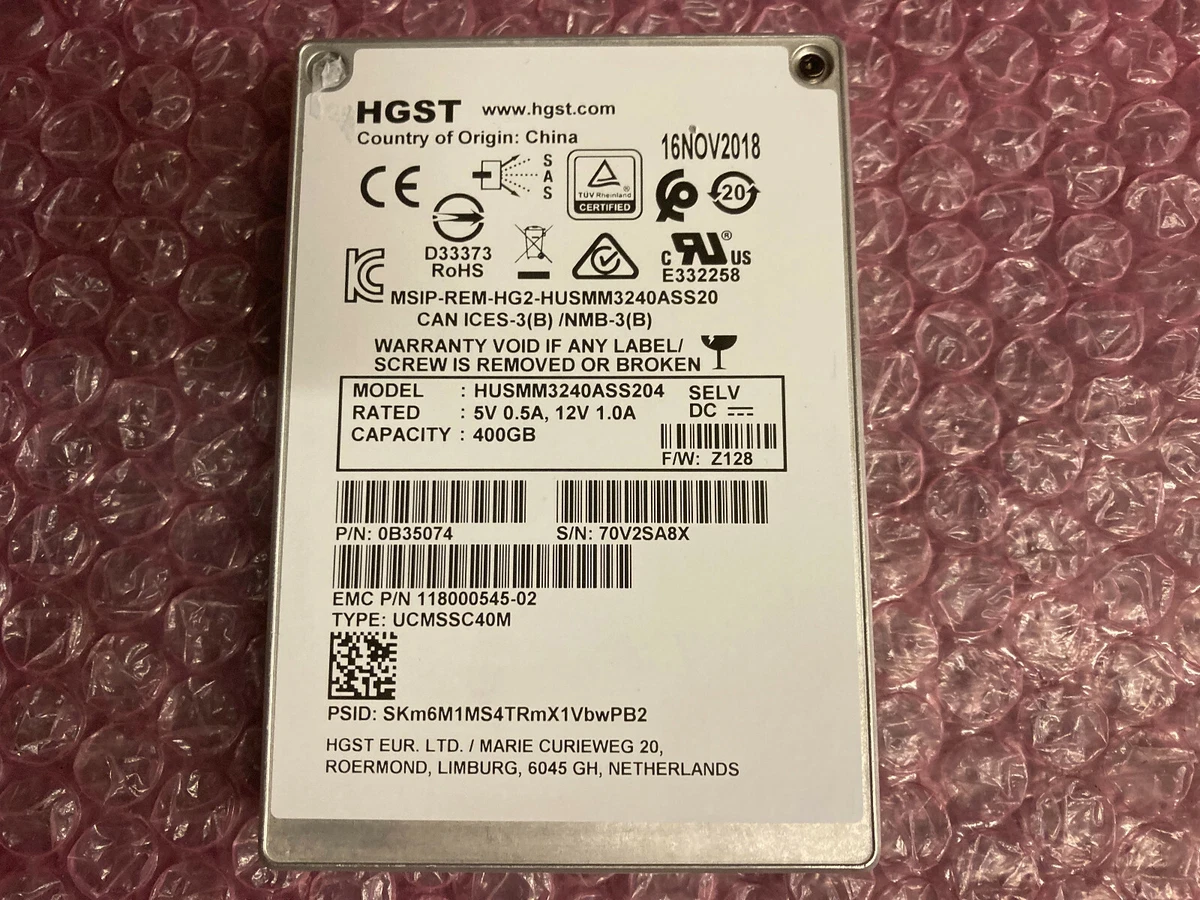 HGST www.hgst.com
Country of Origin: China
16NOV2018
CE
SAS
TÜV Rheinland ®
CERTIFIED
20
D33373
RoHS
c RU ® US
E332258
MSIP-REM-HG2-HUSMM3240ASS20
CAN ICES-3(B) /NMB-3(B)
WARRANTY VOID IF ANY LABEL/
SCREW IS REMOVED OR BROKEN
MODEL : HUSMM3240ASS204 SELV
RATED : 5V 0.5A, 12V 1.0A DC
CAPACITY : 400GB
F/W: Z128
P/N: 0B35074 S/N: 70V2SA8X
EMC P/N 118000545-02
TYPE: UCMSSC40M
PSID: SKm6M1MS4TRmX1VbwPB2
HGST EUR. LTD. / MARIE CURIEWEG 20,
ROERMOND, LIMBURG, 6045 GH, NETHERLANDS